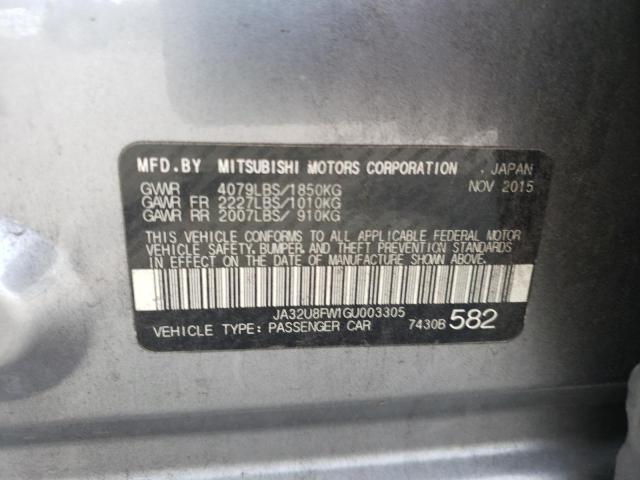 MFD.BY MITSUBISHI MOTORS CORPORATION JAPAN
GVWR 4079LBS/1850KG NOV 2015
GAWR FR 2227LBS/1010KG
GAWR RR 2007LBS/ 910KG
THIS VEHICLE CONFORMS TO ALL APPLICABLE FEDERAL MOTOR
VEHICLE SAFETY, BUMPER, AND THEFT PREVENTION STANDARDS
IN EFFECT ON THE DATE OF MANUFACTURE SHOWN ABOVE.
JA32U8FW1GU003305
VEHICLE TYPE: PASSENGER CAR 7430B 582